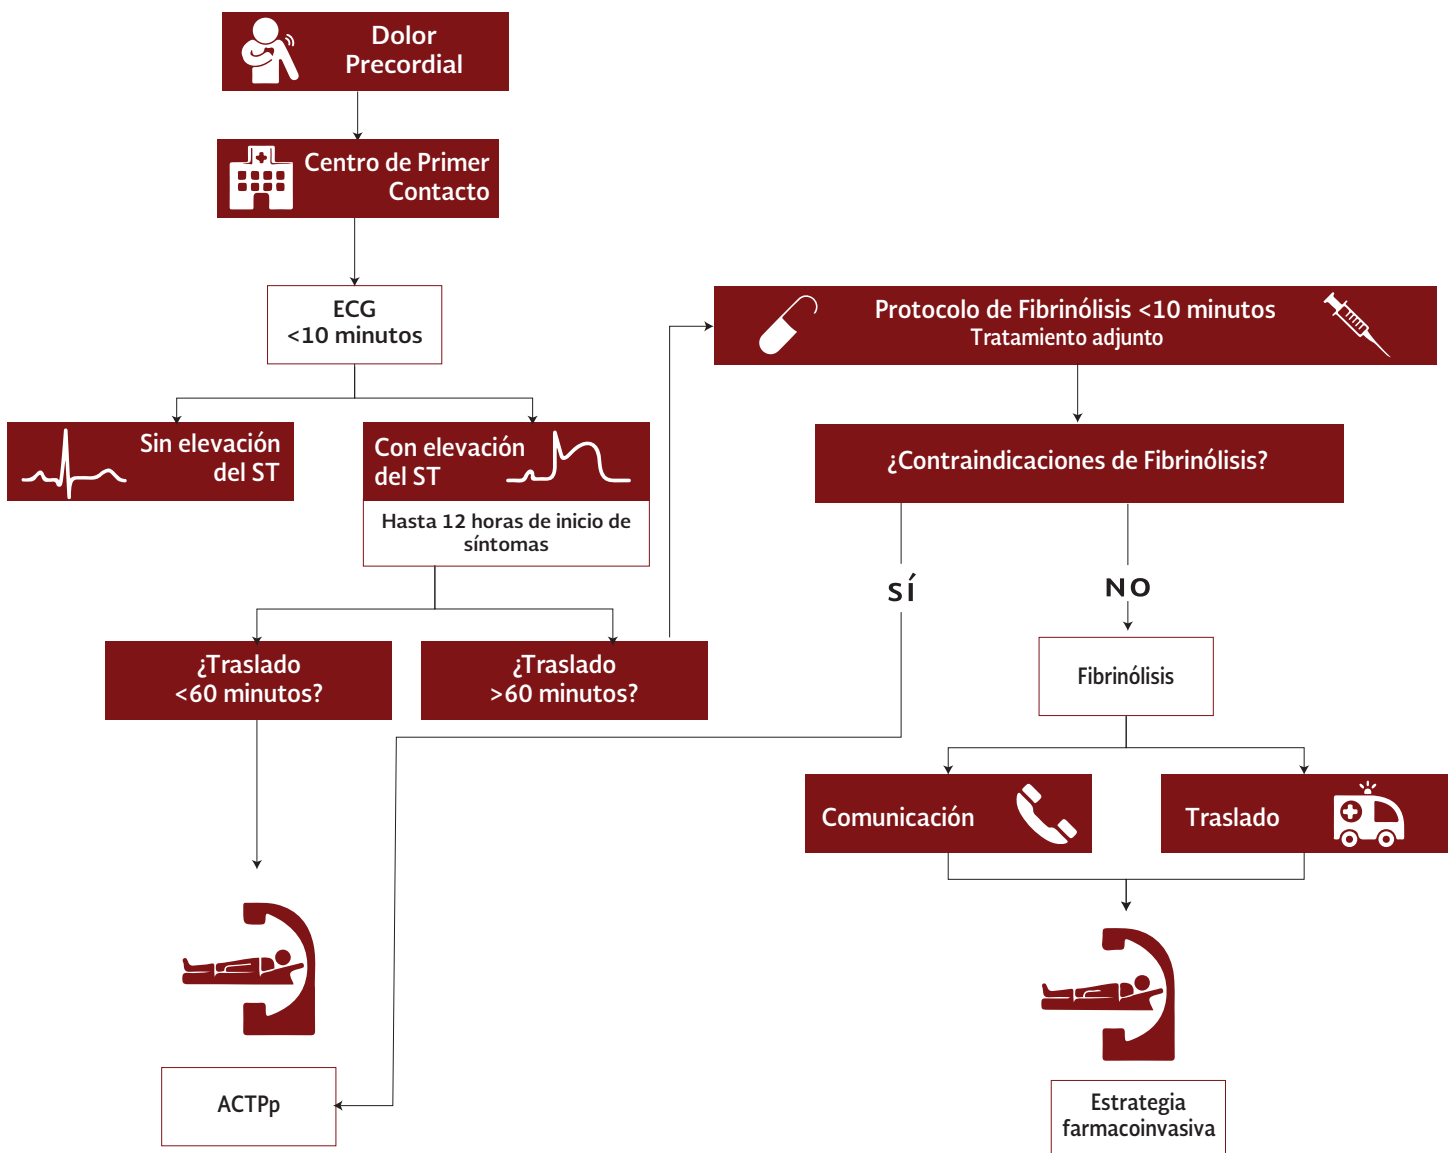 Dolor
Precordial
Centro de Primer
Contacto
ECG
<10 minutos
Sin elevación
del ST
Con elevación
del ST
Hasta 12 horas de inicio de
síntomas
¿Traslado
<60 minutos?
¿Traslado
>60 minutos?
ACTPp
Protocolo de Fibrinólisis <10 minutos
Tratamiento adjunto
¿Contraindicaciones de Fibrinólisis?
SÍ
NO
Fibrinólisis
Comunicación
Traslado
Estrategia
farmacoinvasiva